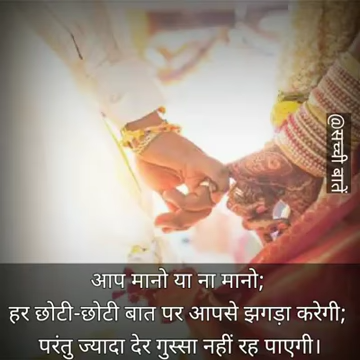 @सच्ची बातें
आप मानो या ना मानो;
हर छोटी-छोटी बात पर आपसे झगड़ा करेगी;
परंतु ज्यादा देर गुस्सा नहीं रह पाएगी।